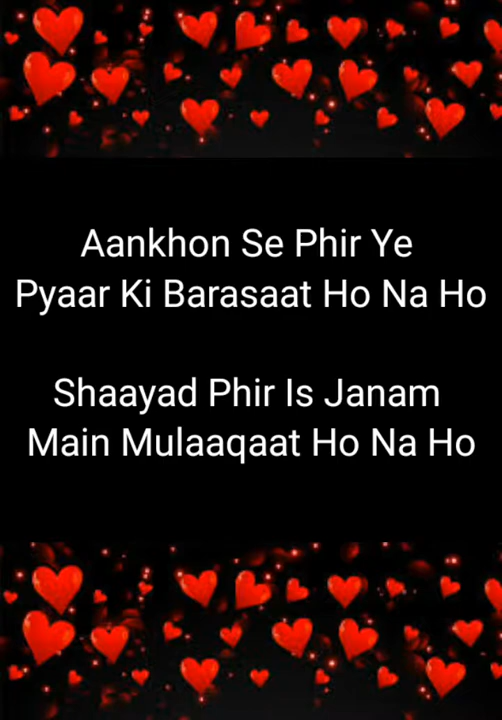 Aankhon Se Phir Ye
Pyaar Ki Barasaat Ho Na Ho
Shaayad Phir Is Janam
Main Mulaaqaat Ho Na Ho